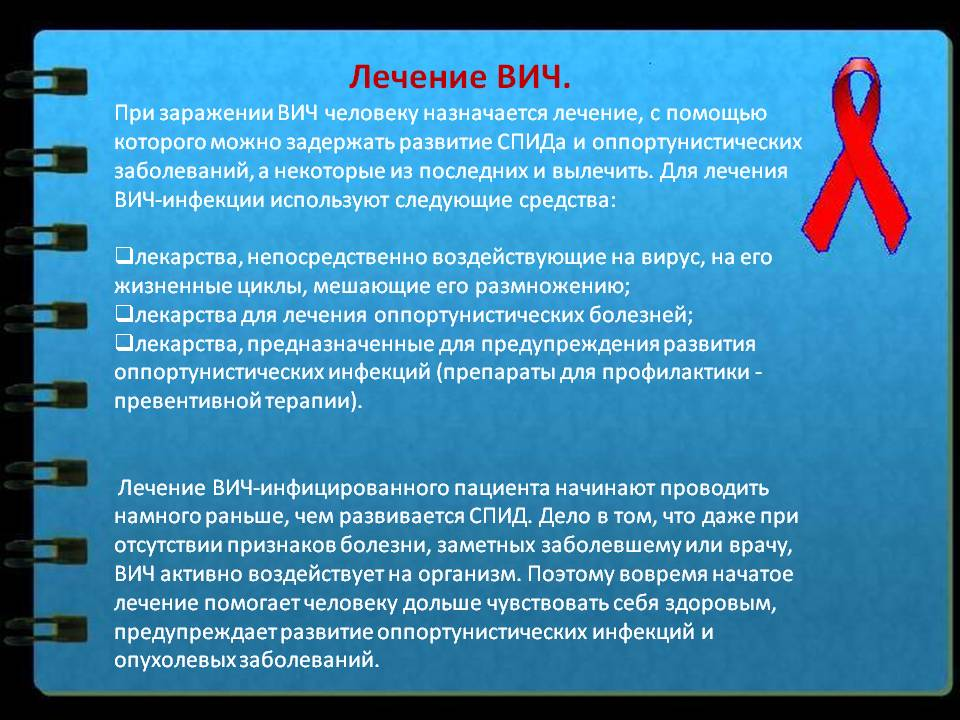 Лечение ВИЧ.
При заражении ВИЧ человеку назначается лечение, с помощью
которого можно задержать развитие СПИДа и оппортунистических
заболеваний, а некоторые из последних и вылечить. Для лечения
ВИЧ-инфекции используют следующие средства:
❑лекарства, непосредственно воздействующие на вирус, на его
жизненные циклы, мешающие его размножению;
❑лекарства для лечения оппортунистических болезней;
❑лекарства, предназначенные для предупреждения развития
оппортунистических инфекций (препараты для профилактики -
превентивной терапии).
Лечение ВИЧ-инфицированного пациента начинают проводить
намного раньше, чем развивается СПИД. Дело в том, что даже при
отсутствии признаков болезни, заметных заболевшему или врачу,
ВИЧ активно воздействует на организм. Поэтому вовремя начатое
лечение помогает человеку дольше чувствовать себя здоровым,
предупреждает развитие оппортунистических инфекций и
опухолевых заболеваний.